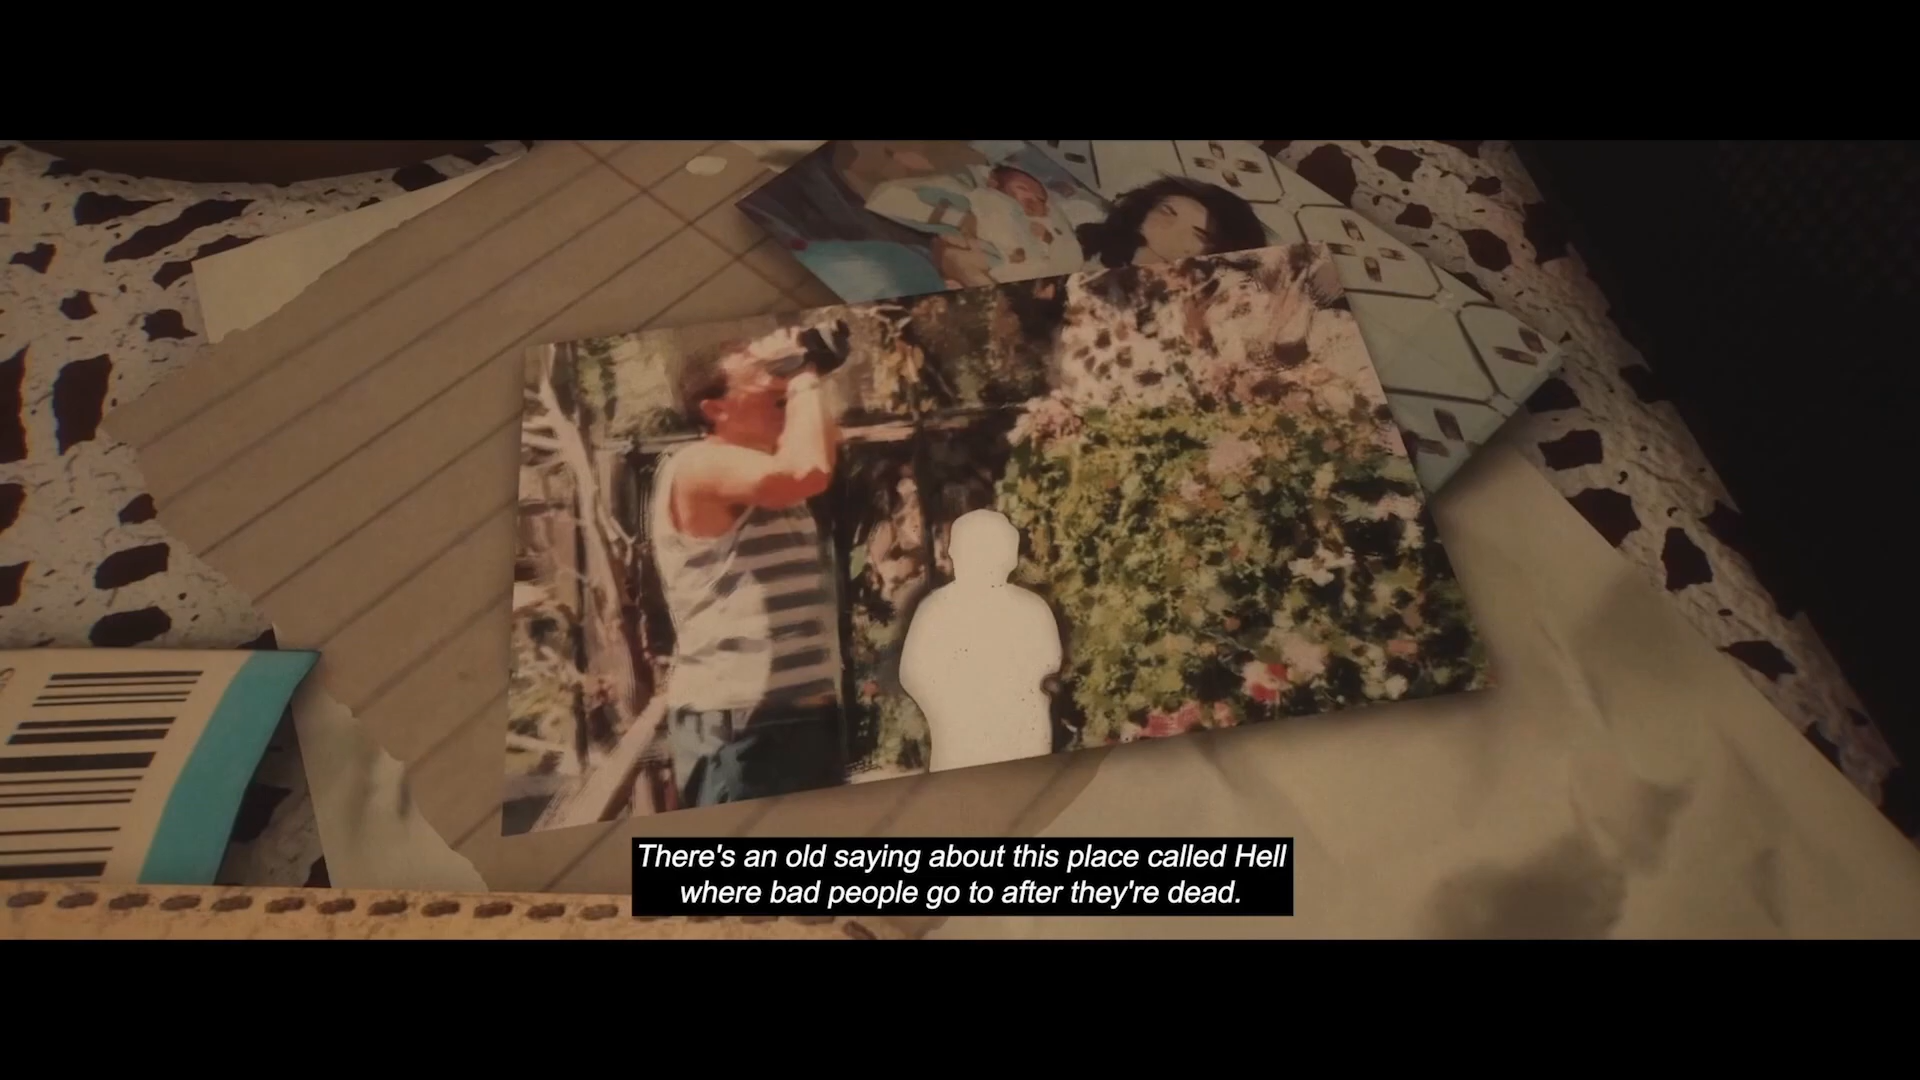 There's an old saying about this place called Hell
where bad people go to after they're dead.